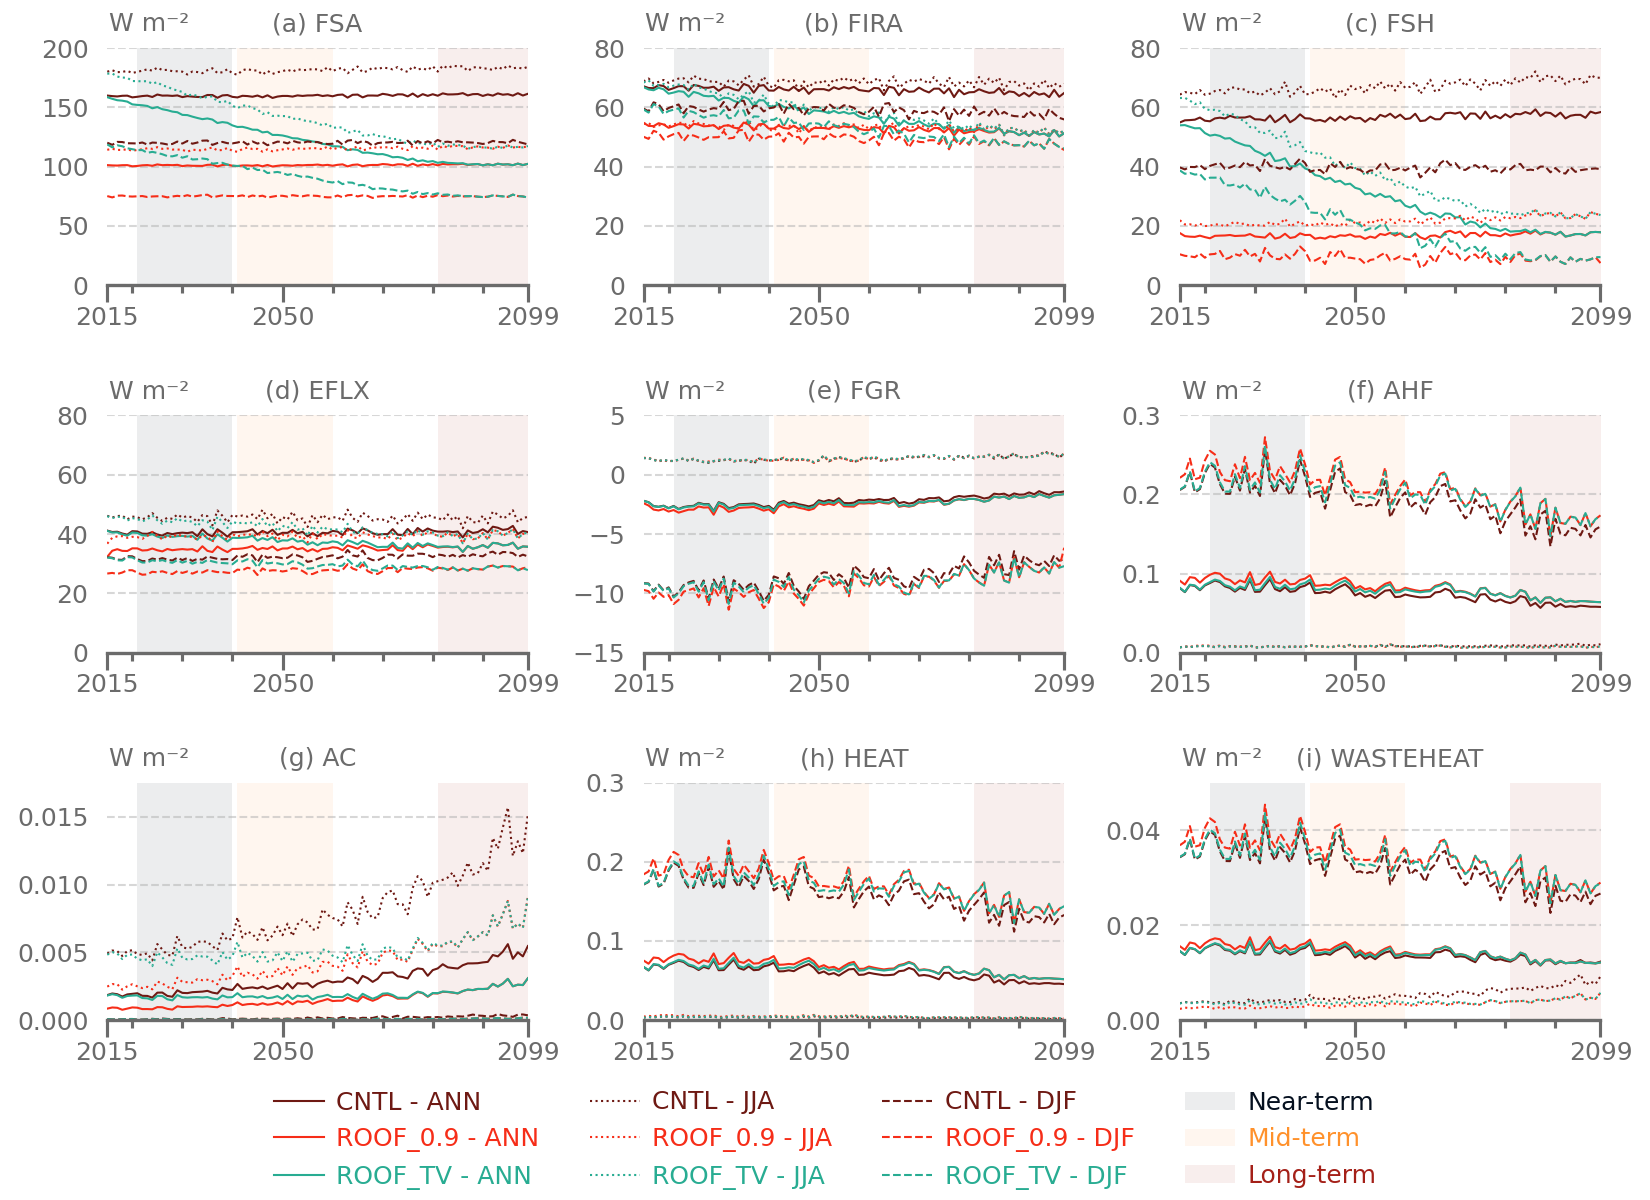 W m⁻² (a) FSA W m⁻² (b) FIRA W m⁻² (c) FSH
200 80 80
150 60 60
100 40 40
50 20 20
0 0 0
2015 2050 2099 2015 2050 2099 2015 2050 2099
W m⁻² (d) EFLX W m⁻² (e) FGR W m⁻² (f) AHF
80 5 0.3
60 0
40 −5 0.2
20 −10 0.1
0 −15 0.0
2015 2050 2099 2015 2050 2099 2015 2050 2099
W m⁻² (g) AC W m⁻² (h) HEAT W m⁻² (i) WASTEHEAT
0.3
0.015 0.04
0.010 0.2
0.005 0.1 0.02
0.000 0.0 0.00
2015 2050 2099 2015 2050 2099 2015 2050 2099
CNTL - ANN CNTL - JJA CNTL - DJF Near-term
ROOF_0.9 - ANN ROOF_0.9 - JJA ROOF_0.9 - DJF Mid-term
ROOF_TV - ANN ROOF_TV - JJA ROOF_TV - DJF Long-term